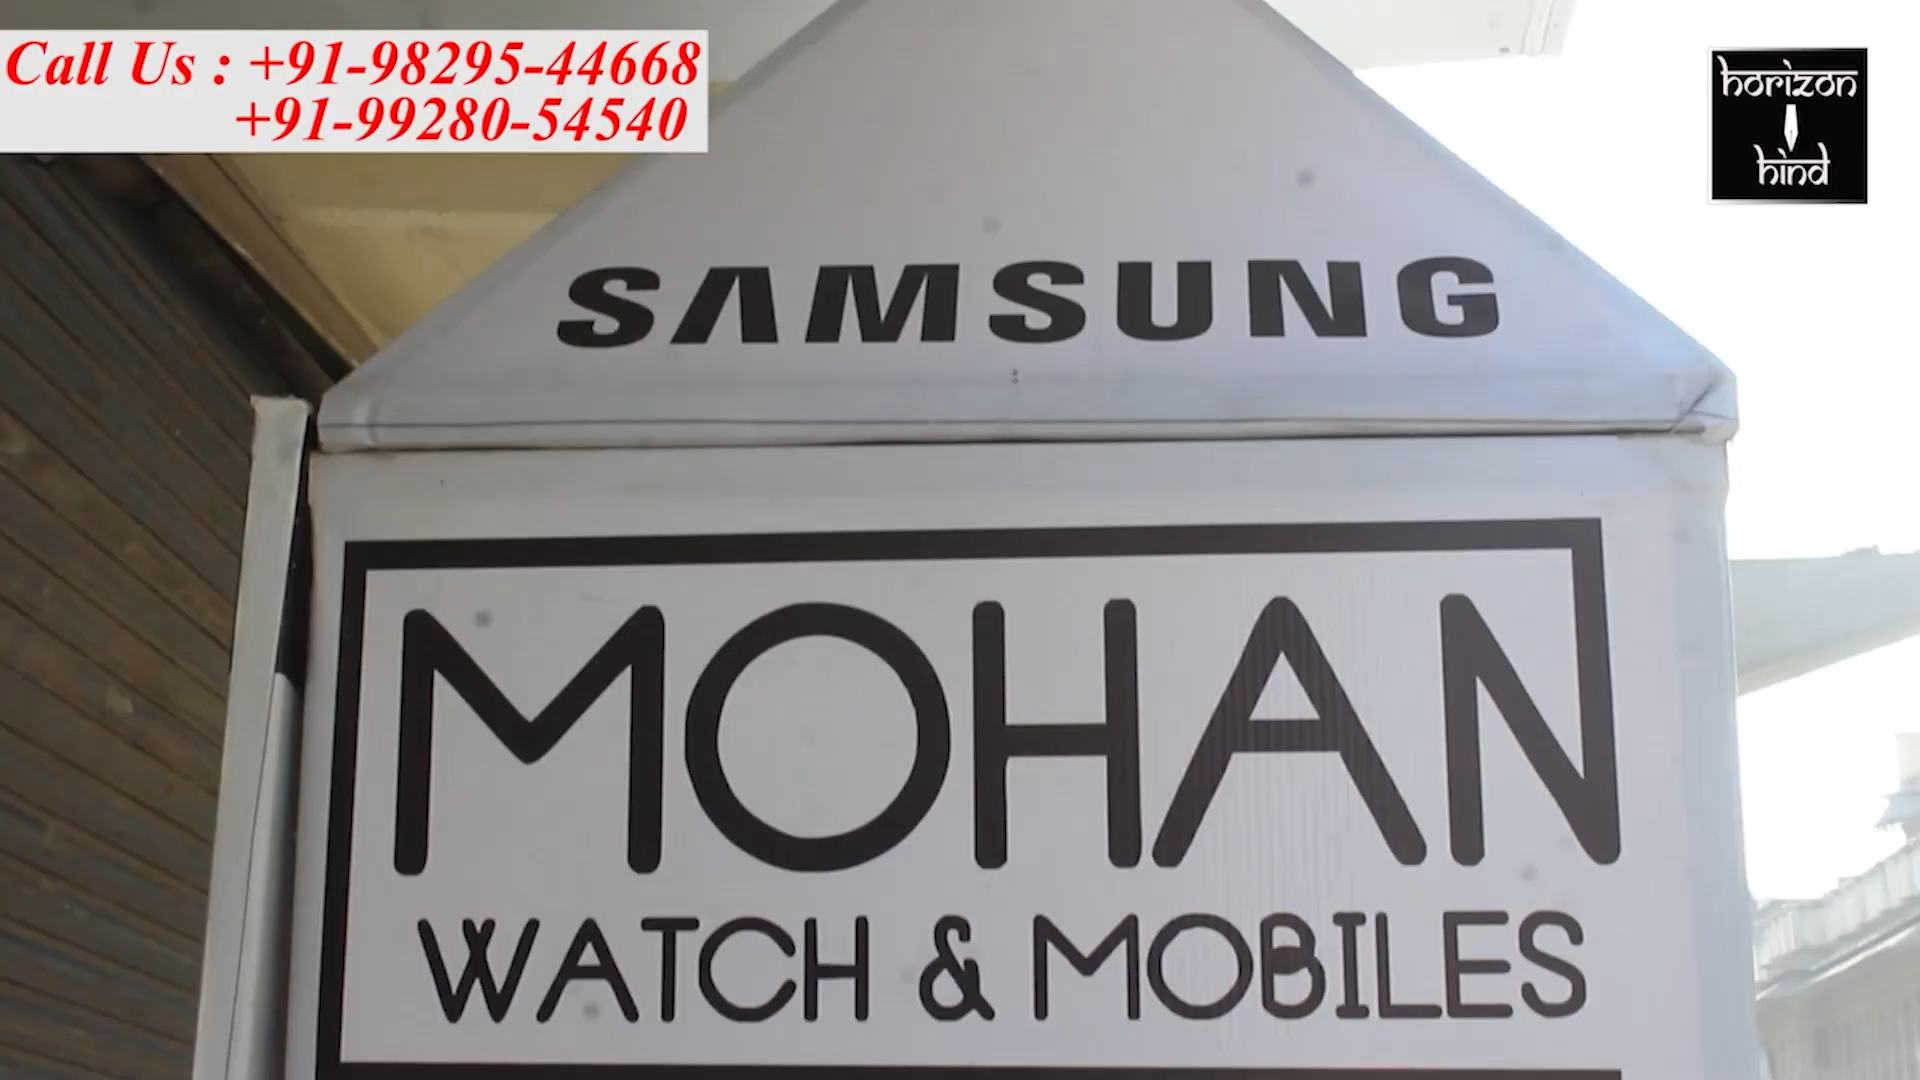 Call Us : +91-98295-44668
+91-99280-54540
horizon
hind
SAMSUNG
MOHAN
WATCH & MOBILES